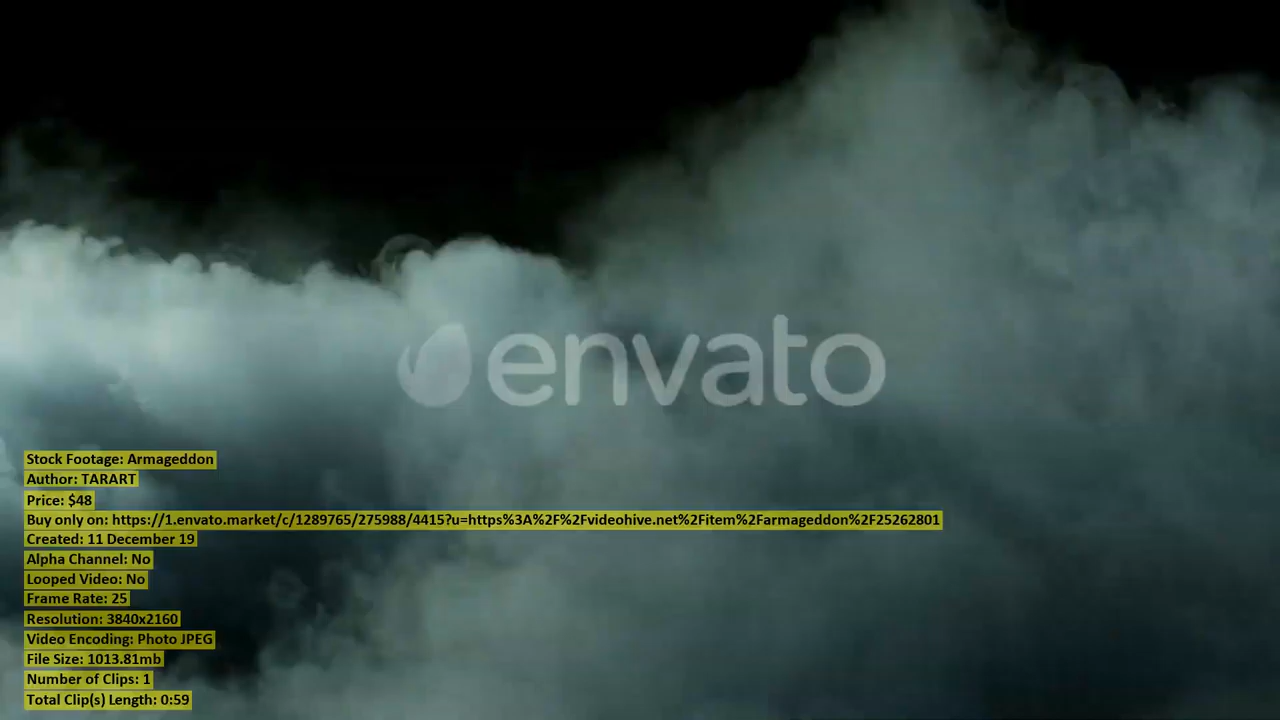 envato
Stock Footage: Armageddon
Author: TARART
Price: $48
Buy only on: https://1.envato.market/c/1289765/275988/4415?u=https%3A%2F%2Fvideohive.net%2Fitem%2Farmageddon%2F25262801
Created: 11 December 19
Alpha Channel: No
Looped Video: No
Frame Rate: 25
Resolution: 3840x2160
Video Encoding: Photo JPEG
File Size: 1013.81mb
Number of Clips: 1
Total Clip(s) Length: 0:59